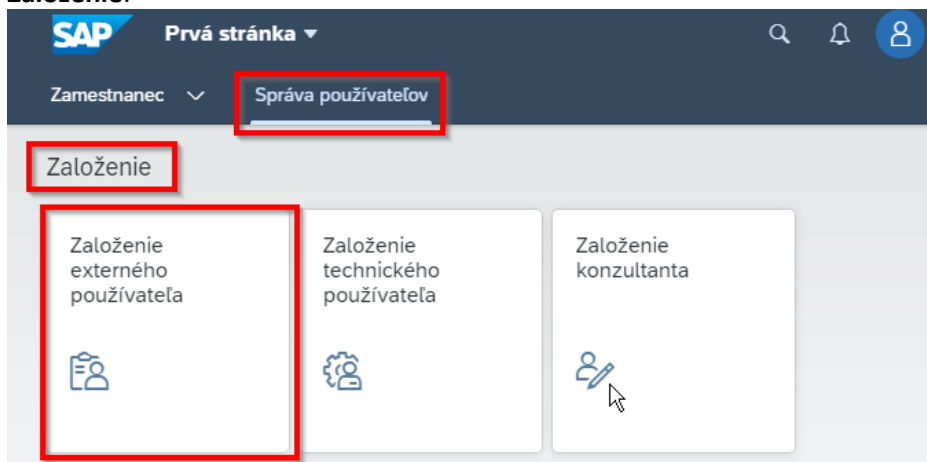 Založenie.
SAP Prvá stránka
Zamestnanec Správa používateľov
Založenie
Založenie
externého
používateľa
Založenie
technického
používateľa
Založenie
konzultanta